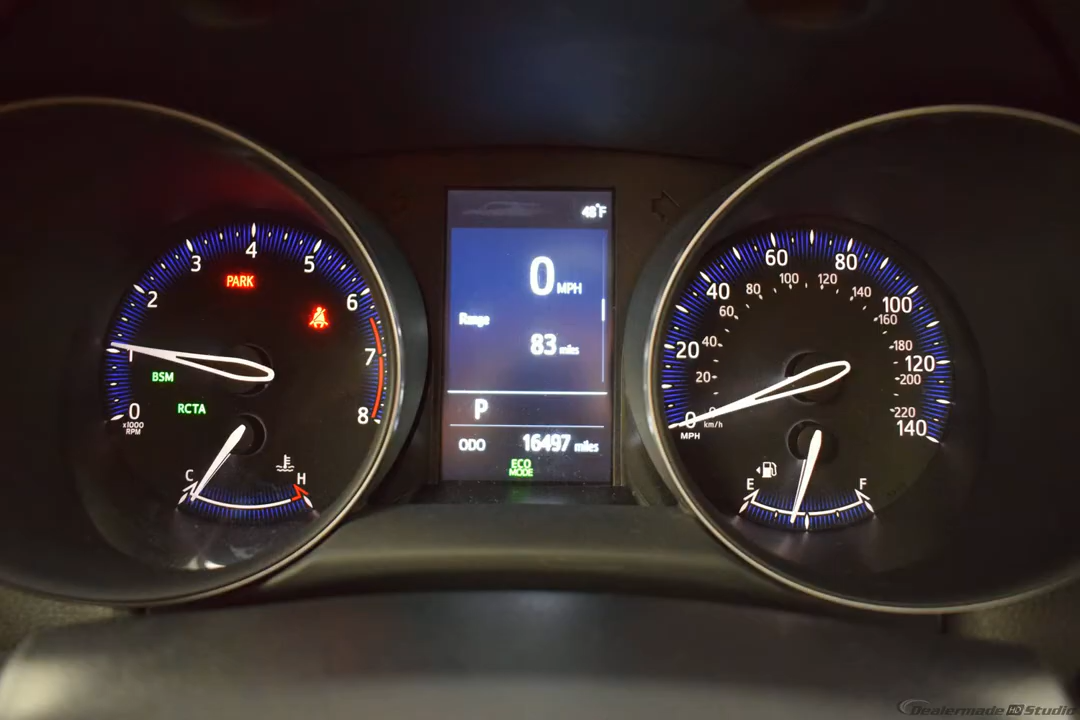 0
1
2
3
4
5
6
7
8
x1000
RPM
PARK
BSM
RCTA
C
H
48°F
0 MPH
Range
83 miles
P
ODO 16497 miles
ECO
MODE
0
20
40
60
80
100
120
140
MPH
0
20
40
60
80
100
120
140
160
180
200
220
km/h
E
F
Dealermade HD Studio